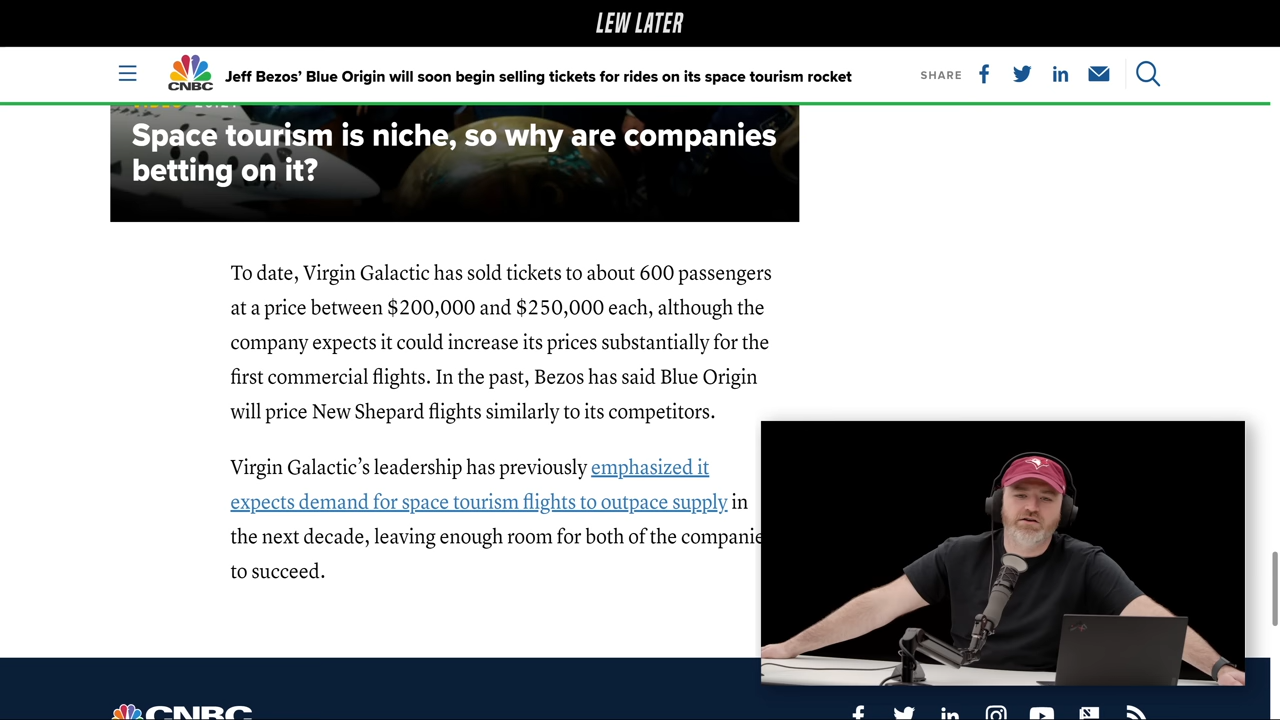 LEW LATER
CNBC
Jeff Bezos’ Blue Origin will soon begin selling tickets for rides on its space tourism rocket
SHARE
Space tourism is niche, so why are companies
betting on it?
To date, Virgin Galactic has sold tickets to about 600 passengers
at a price between $200,000 and $250,000 each, although the
company expects it could increase its prices substantially for the
first commercial flights. In the past, Bezos has said Blue Origin
will price New Shepard flights similarly to its competitors.
Virgin Galactic’s leadership has previously emphasized it
expects demand for space tourism flights to outpace supply in
the next decade, leaving enough room for both of the companie
to succeed.
CNBC